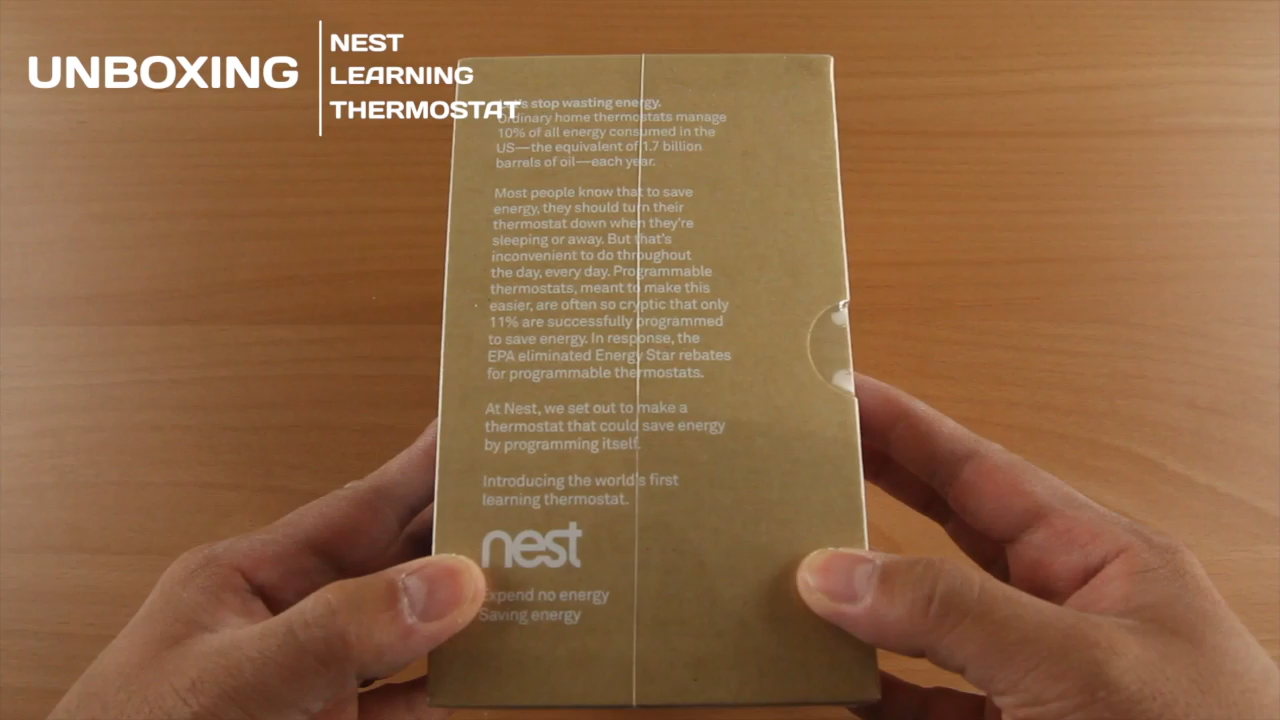 UNBOXING
NEST
LEARNING
THERMOSTAT
stop wasting energy.
Ordinary home thermostats manage
10% of all energy consumed in the
US—the equivalent of 1.7 billion
barrels of oil—each year.
Most people know that to save
energy, they should turn their
thermostat down when they're
sleeping or away. But that's
inconvenient to do throughout
the day, every day. Programmable
thermostats, meant to make this
easier, are often so cryptic that only
11% are successfully programmed
to save energy. In response, the
EPA eliminated Energy Star rebates
for programmable thermostats.
At Nest, we set out to make a
thermostat that could save energy
by programming itself.
Introducing the world's first
learning thermostat.
nest
Expend no energy
Saving energy